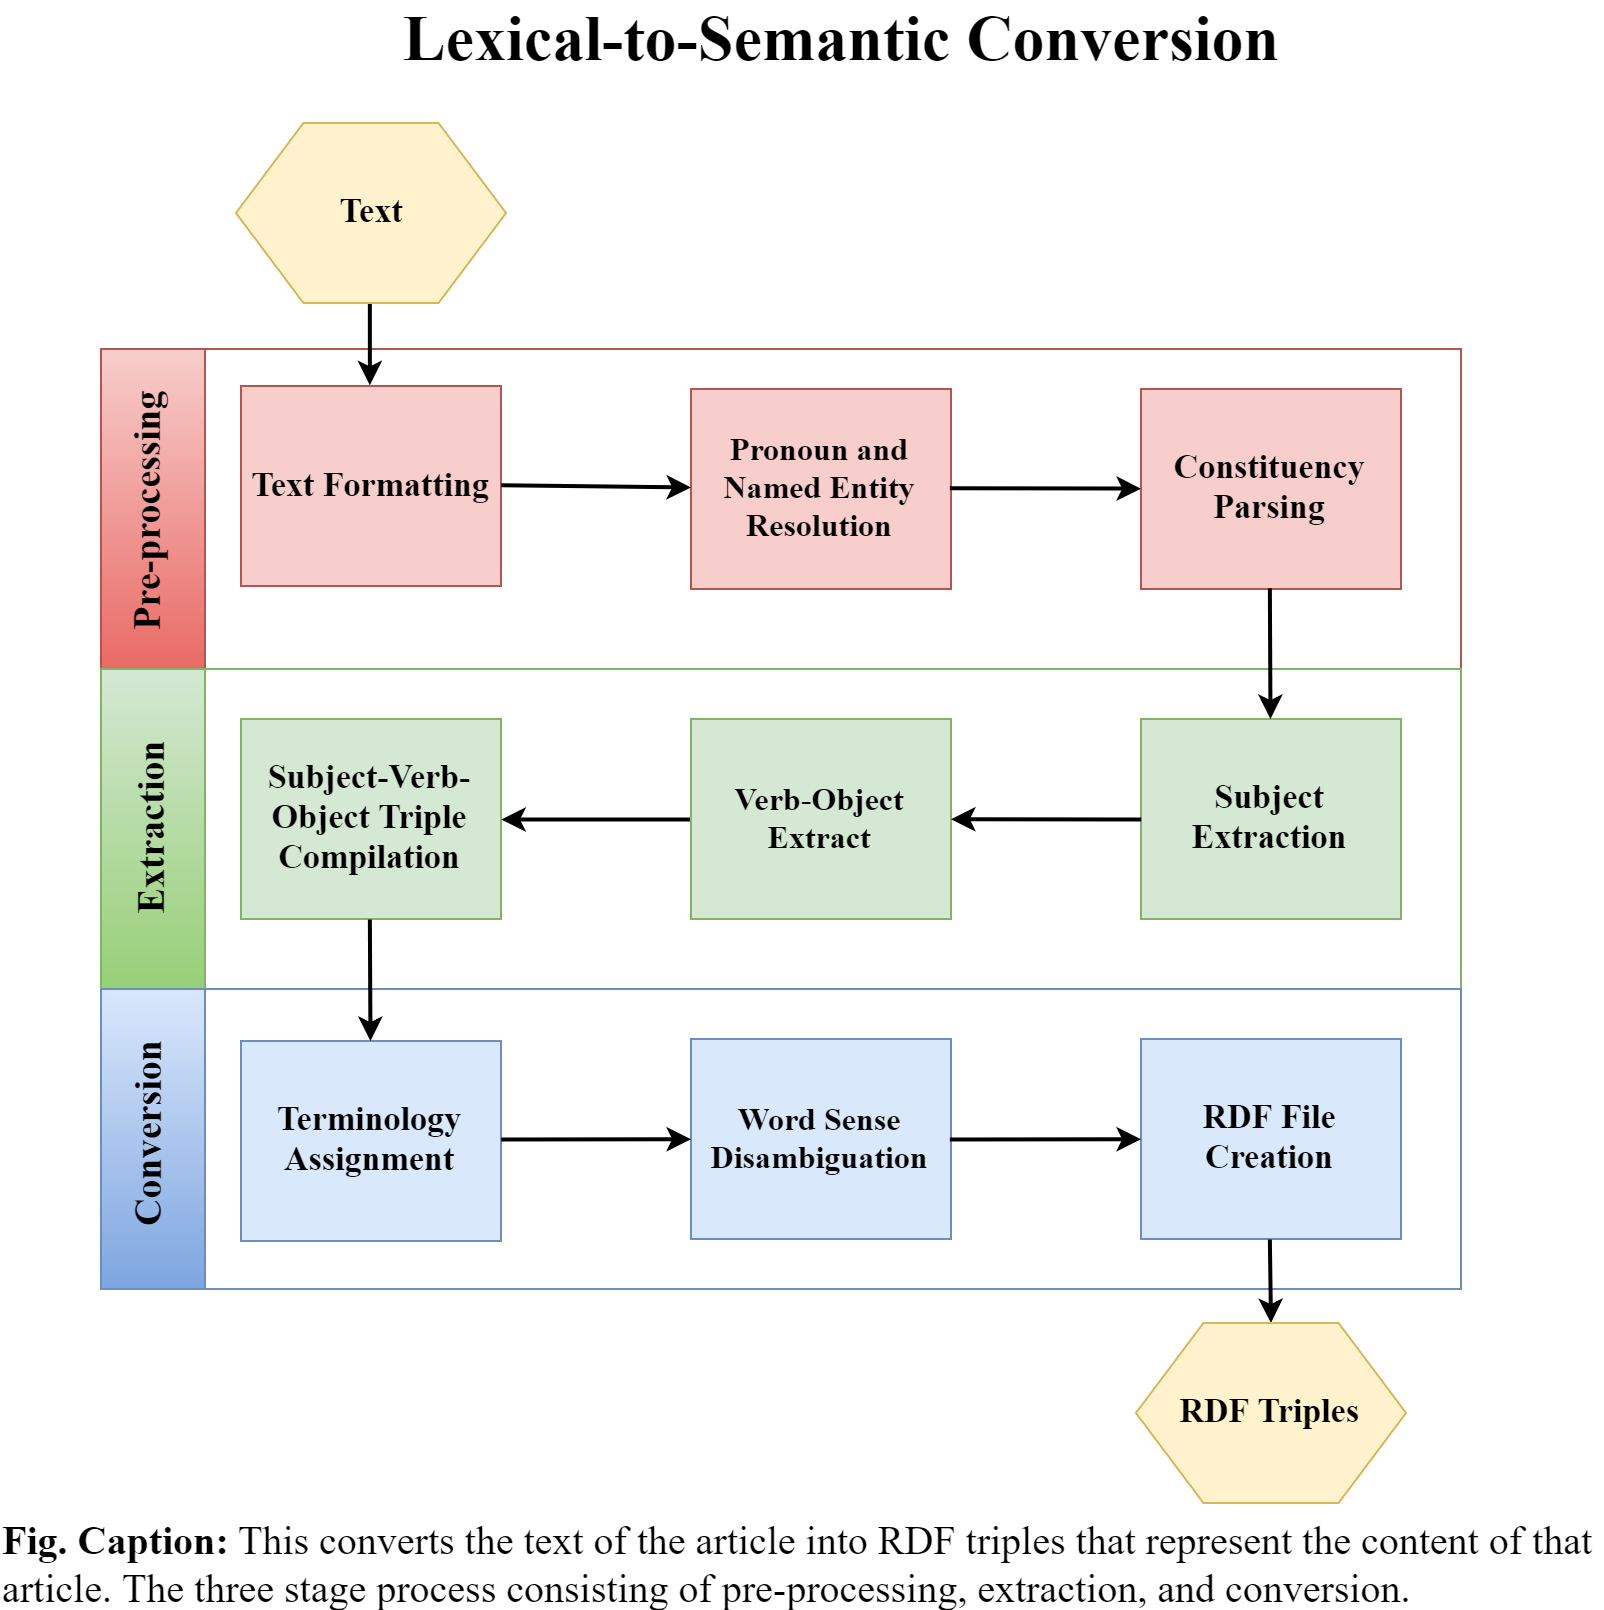 Lexical-to-Semantic Conversion
Text
Pre-processing
Text Formatting
Pronoun and
Named Entity
Resolution
Constituency
Parsing
Extraction
Subject-Verb-
Object Triple
Compilation
Verb-Object
Extract
Subject
Extraction
Conversion
Terminology
Assignment
Word Sense
Disambiguation
RDF File
Creation
RDF Triples
Fig. Caption: This converts the text of the article into RDF triples that represent the content of that
article. The three stage process consisting of pre-processing, extraction, and conversion.